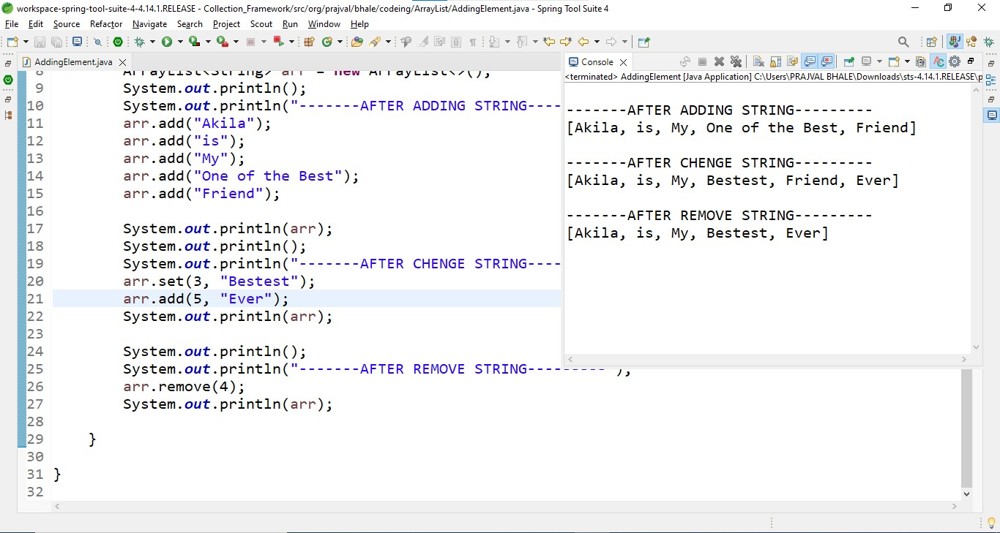 workspace-spring-tool-suite-4-4.14.1.RELEASE - Collection_Framework/src/org/prajval/bhale/codeing/ArrayList/AddingElement.java - Spring Tool Suite 4
File Edit Source Refactor Navigate Search Project Scout Run Window Help
AddingElement.java
8 ArrayList<String> arr = new ArrayList<>();
9 System.out.println();
10 System.out.println("-------AFTER ADDING STRING----
11 arr.add("Akila");
12 arr.add("is");
13 arr.add("My");
14 arr.add("One of the Best");
15 arr.add("Friend");
16
17 System.out.println(arr);
18 System.out.println();
19 System.out.println("-------AFTER CHENGE STRING----
20 arr.set(3, "Bestest");
21 arr.add(5, "Ever");
22 System.out.println(arr);
23
24 System.out.println();
25 System.out.println("-------AFTER REMOVE STRING---------");
26 arr.remove(4);
27 System.out.println(arr);
28
29 }
30
31 }
32
Console
<terminated> AddingElement [Java Application] C:\Users\PRAJVAL BHALE\Downloads\sts-4.14.1.RELEASE\p
-------AFTER ADDING STRING---------
[Akila, is, My, One of the Best, Friend]
-------AFTER CHENGE STRING---------
[Akila, is, My, Bestest, Friend, Ever]
-------AFTER REMOVE STRING---------
[Akila, is, My, Bestest, Ever]